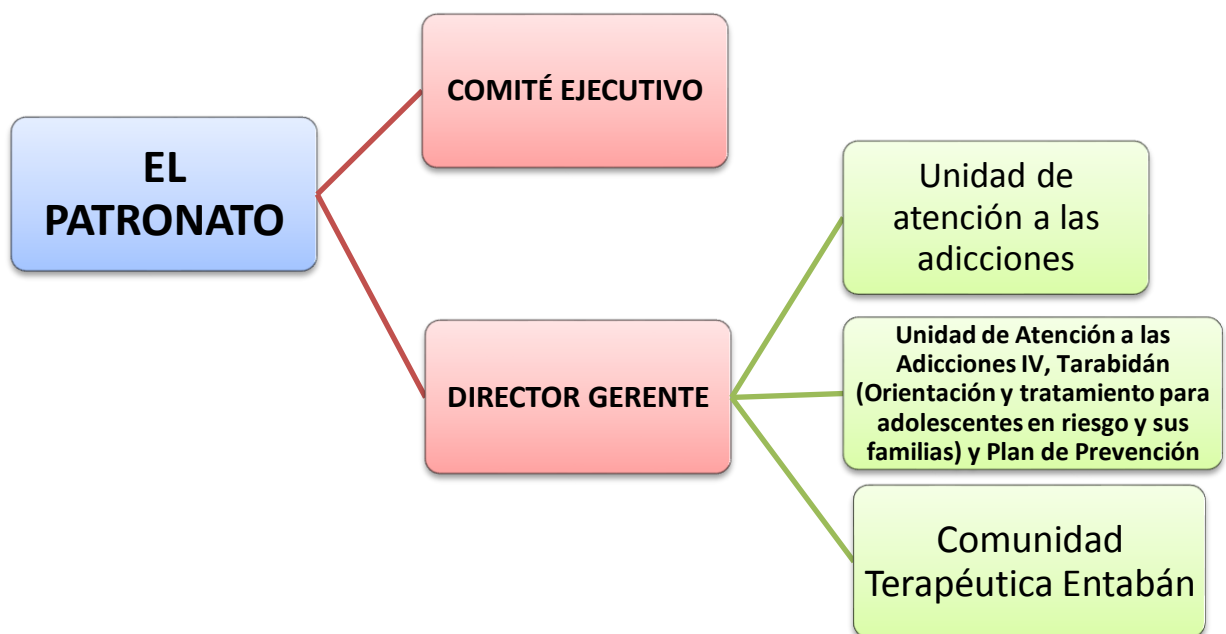 EL
PATRONATO
COMITÉ EJECUTIVO
DIRECTOR GERENTE
Unidad de
atención a las
adicciones
Unidad de Atención a las
Adicciones IV, Tarabidán
(Orientación y tratamiento para
adolescentes en riesgo y sus
familias) y Plan de Prevención
Comunidad
Terapéutica Entabán